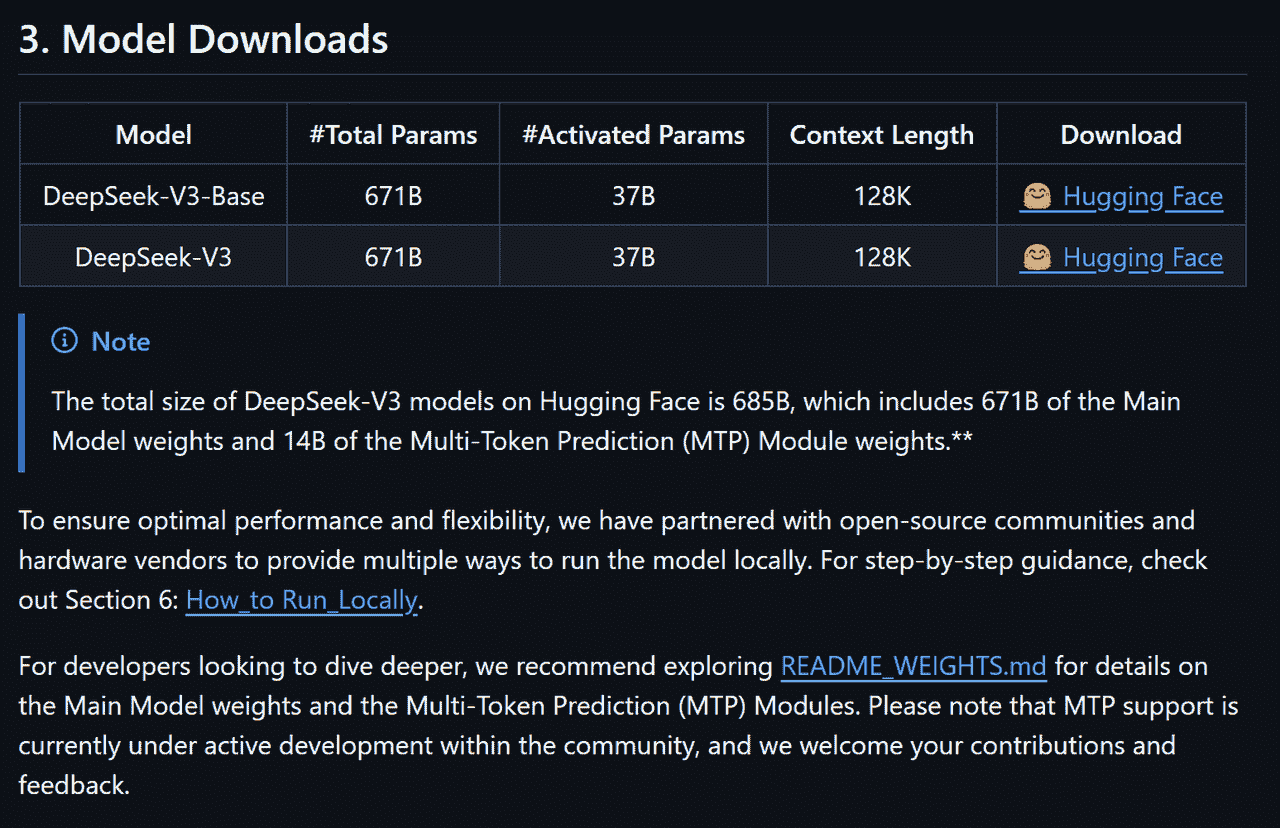 3. Model Downloads
Model #Total Params #Activated Params Context Length Download
DeepSeek-V3-Base 671B 37B 128K 🤗 Hugging Face
DeepSeek-V3 671B 37B 128K 🤗 Hugging Face
Note
The total size of DeepSeek-V3 models on Hugging Face is 685B, which includes 671B of the Main
Model weights and 14B of the Multi-Token Prediction (MTP) Module weights.**
To ensure optimal performance and flexibility, we have partnered with open-source communities and
hardware vendors to provide multiple ways to run the model locally. For step-by-step guidance, check
out Section 6: How_to Run_Locally.
For developers looking to dive deeper, we recommend exploring README_WEIGHTS.md for details on
the Main Model weights and the Multi-Token Prediction (MTP) Modules. Please note that MTP support is
currently under active development within the community, and we welcome your contributions and
feedback.